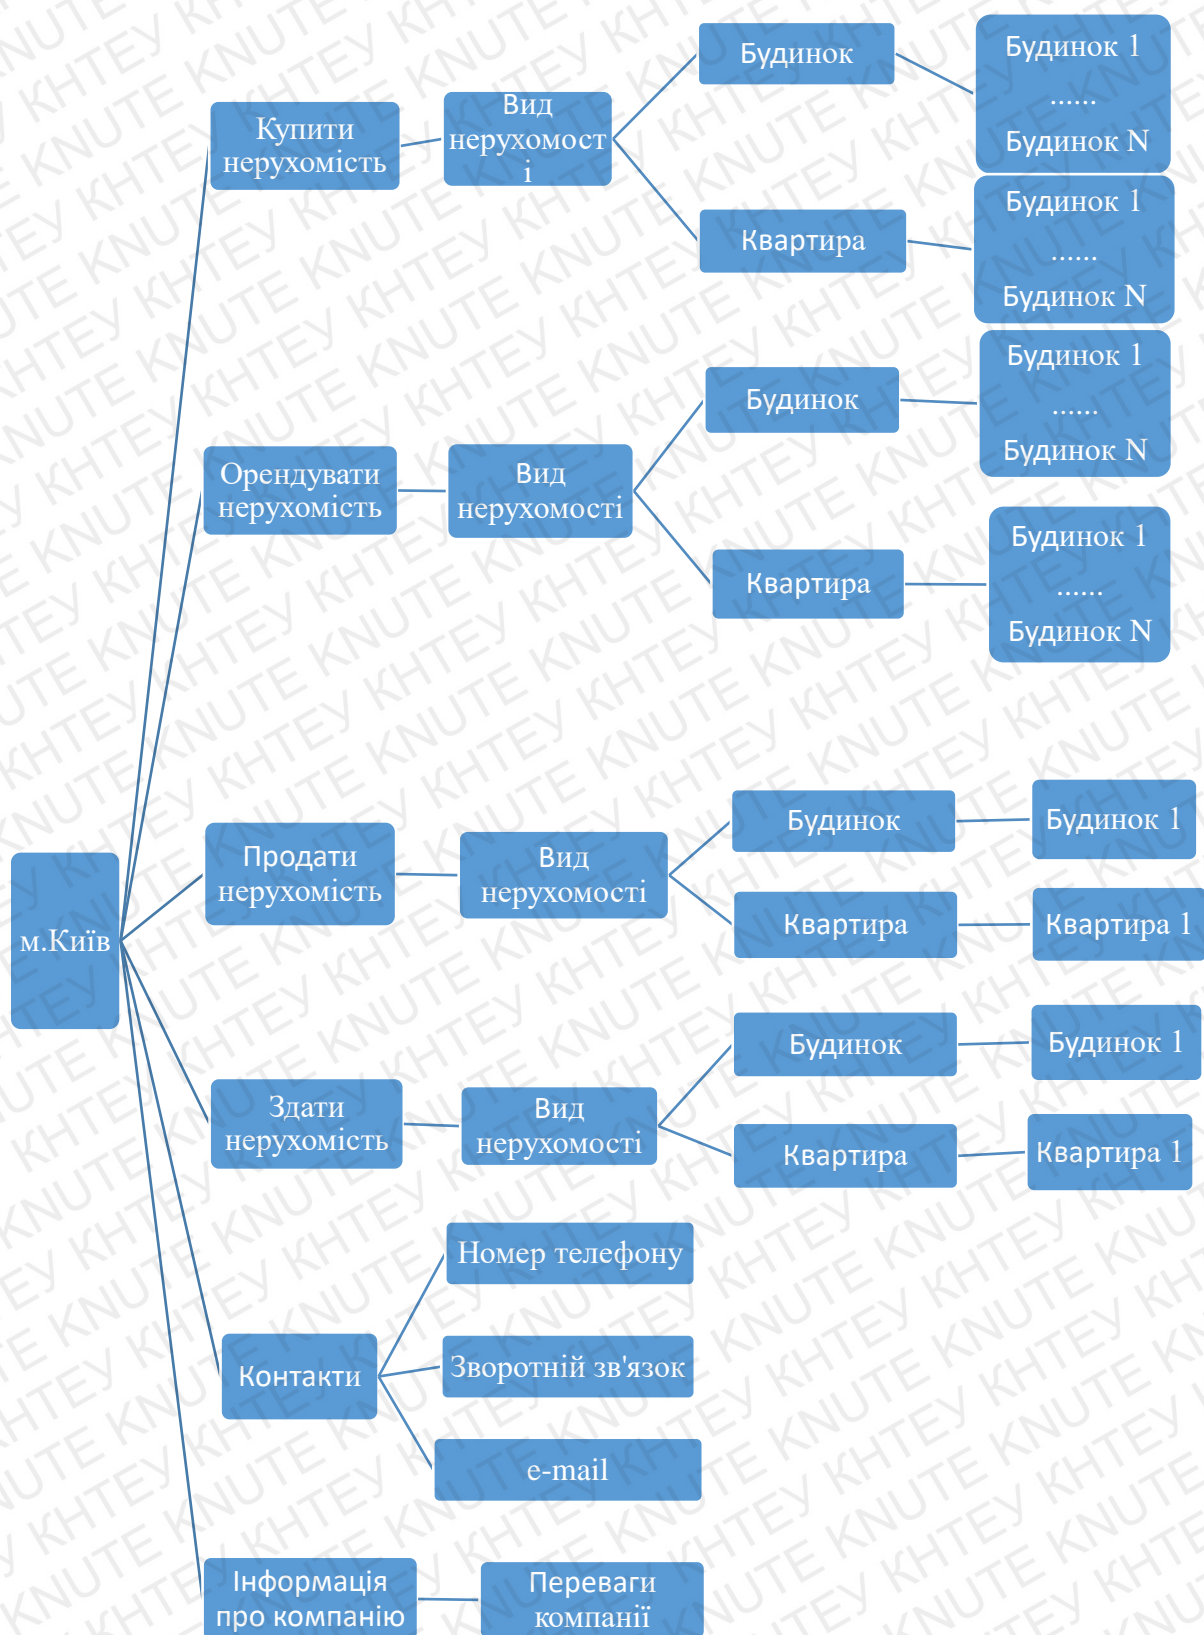 Купити
нерухомість
Вид
нерухомост
і
Будинок
Будинок 1
......
Будинок N
Квартира
Будинок 1
......
Будинок N
Орендувати
нерухомість
Вид
нерухомості
Будинок
Будинок 1
......
Будинок N
Квартира
Будинок 1
......
Будинок N
м.Київ
Продати
нерухомість
Вид
нерухомості
Будинок
Будинок 1
Квартира
Квартира 1
Здати
нерухомість
Вид
нерухомості
Будинок
Будинок 1
Квартира
Квартира 1
Контакти
Номер телефону
Зворотній зв'язок
e-mail
Інформація
про компанію
Переваги
компанії